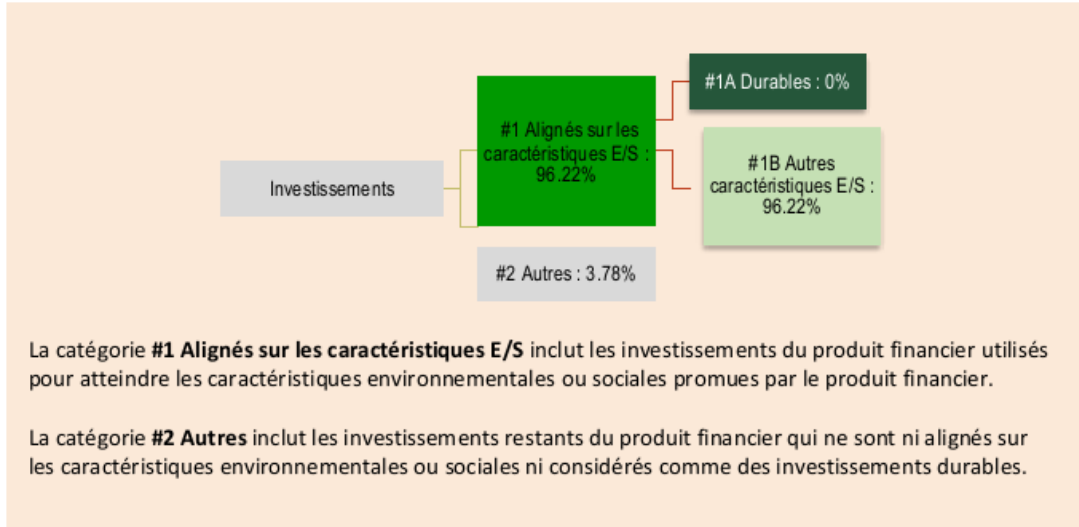 #1A Durables : 0%
#1 Alignés sur les
caractéristiques E/S :
96.22%
#1B Autres
caractéristiques E/S :
96.22%
Investissements
#2 Autres : 3.78%
La catégorie #1 Alignés sur les caractéristiques E/S inclut les investissements du produit financier utilisés
pour atteindre les caractéristiques environnementales ou sociales promues par le produit financier.
La catégorie #2 Autres inclut les investissements restants du produit financier qui ne sont ni alignés sur
les caractéristiques environnementales ou sociales ni considérés comme des investissements durables.